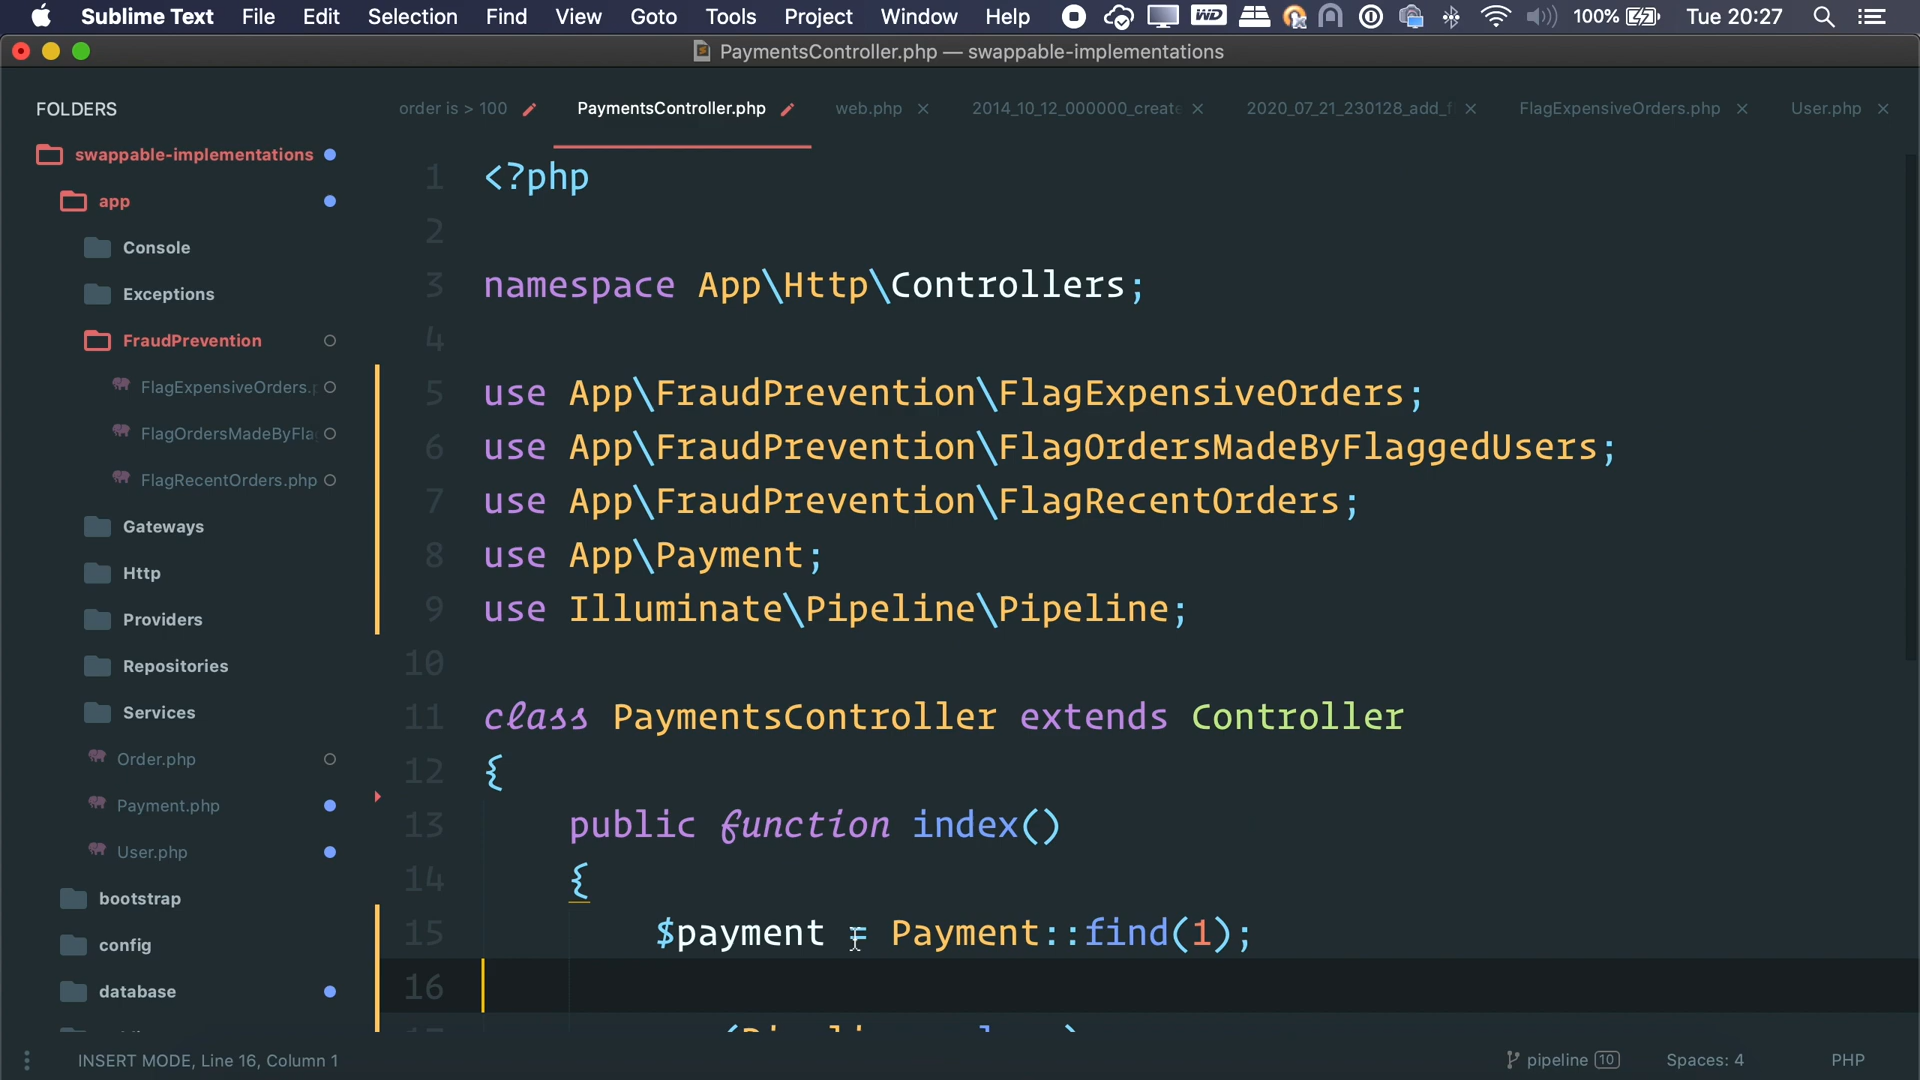 Sublime Text File Edit Selection Find View Goto Tools Project Window Help WD 100% Tue 20:27
PaymentsController.php — swappable-implementations
FOLDERS
order is > 100 PaymentsController.php web.php 2014_10_12_000000_create 2020_07_21_230128_add_f FlagExpensiveOrders.php User.php
swappable-implementations
app
Console
Exceptions
FraudPrevention
FlagExpensiveOrders.p
FlagOrdersMadeByFla
FlagRecentOrders.php
Gateways
Http
Providers
Repositories
Services
Order.php
Payment.php
User.php
bootstrap
config
database
1 <?php
2
3 namespace App\Http\Controllers;
4
5 use App\FraudPrevention\FlagExpensiveOrders;
6 use App\FraudPrevention\FlagOrdersMadeByFlaggedUsers;
7 use App\FraudPrevention\FlagRecentOrders;
8 use App\Payment;
9 use Illuminate\Pipeline\Pipeline;
10
11 class PaymentsController extends Controller
12 {
13 public function index()
14 {
15 $payment = Payment::find(1);
16
INSERT MODE, Line 16, Column 1 pipeline 10 Spaces: 4 PHP